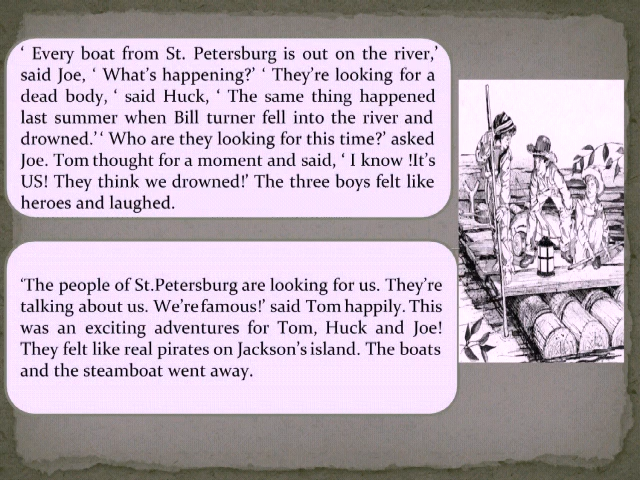 ‘ Every boat from St. Petersburg is out on the river,’
said Joe, ‘ What’s happening?’ ‘ They’re looking for a
dead body, ‘ said Huck, ‘ The same thing happened
last summer when Bill turner fell into the river and
drowned.’ ‘ Who are they looking for this time?’ asked
Joe. Tom thought for a moment and said, ‘ I know !It’s
US! They think we drowned!’ The three boys felt like
heroes and laughed.
‘The people of St.Petersburg are looking for us. They’re
talking about us. We’re famous!’ said Tom happily. This
was an exciting adventures for Tom, Huck and Joe!
They felt like real pirates on Jackson’s island. The boats
and the steamboat went away.